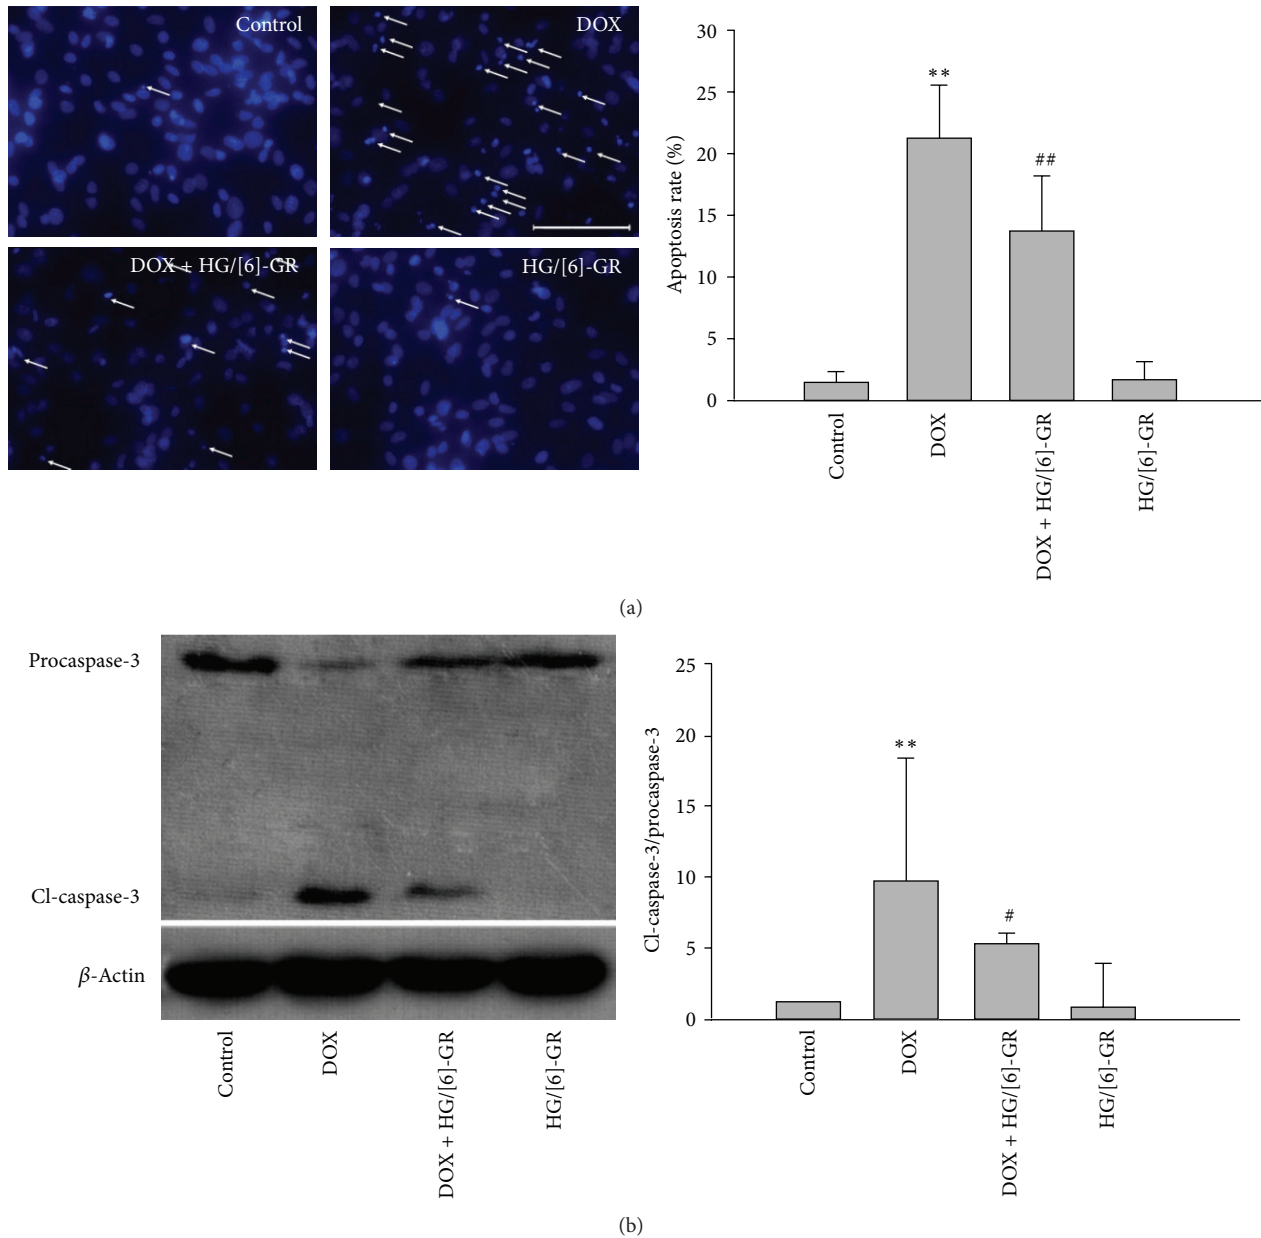 Control
DOX
DOX + HG/[6]-GR
HG/[6]-GR
30
25
20
15
10
5
0
Apoptosis rate (%)
**
##
Control
DOX
DOX + HG/[6]-GR
HG/[6]-GR
(a)
Procaspase-3
Cl-caspase-3
β-Actin
Control
DOX
DOX + HG/[6]-GR
HG/[6]-GR
25
20
15
10
5
0
Cl-caspase-3/procaspase-3
**
#
Control
DOX
DOX + HG/[6]-GR
HG/[6]-GR
(b)